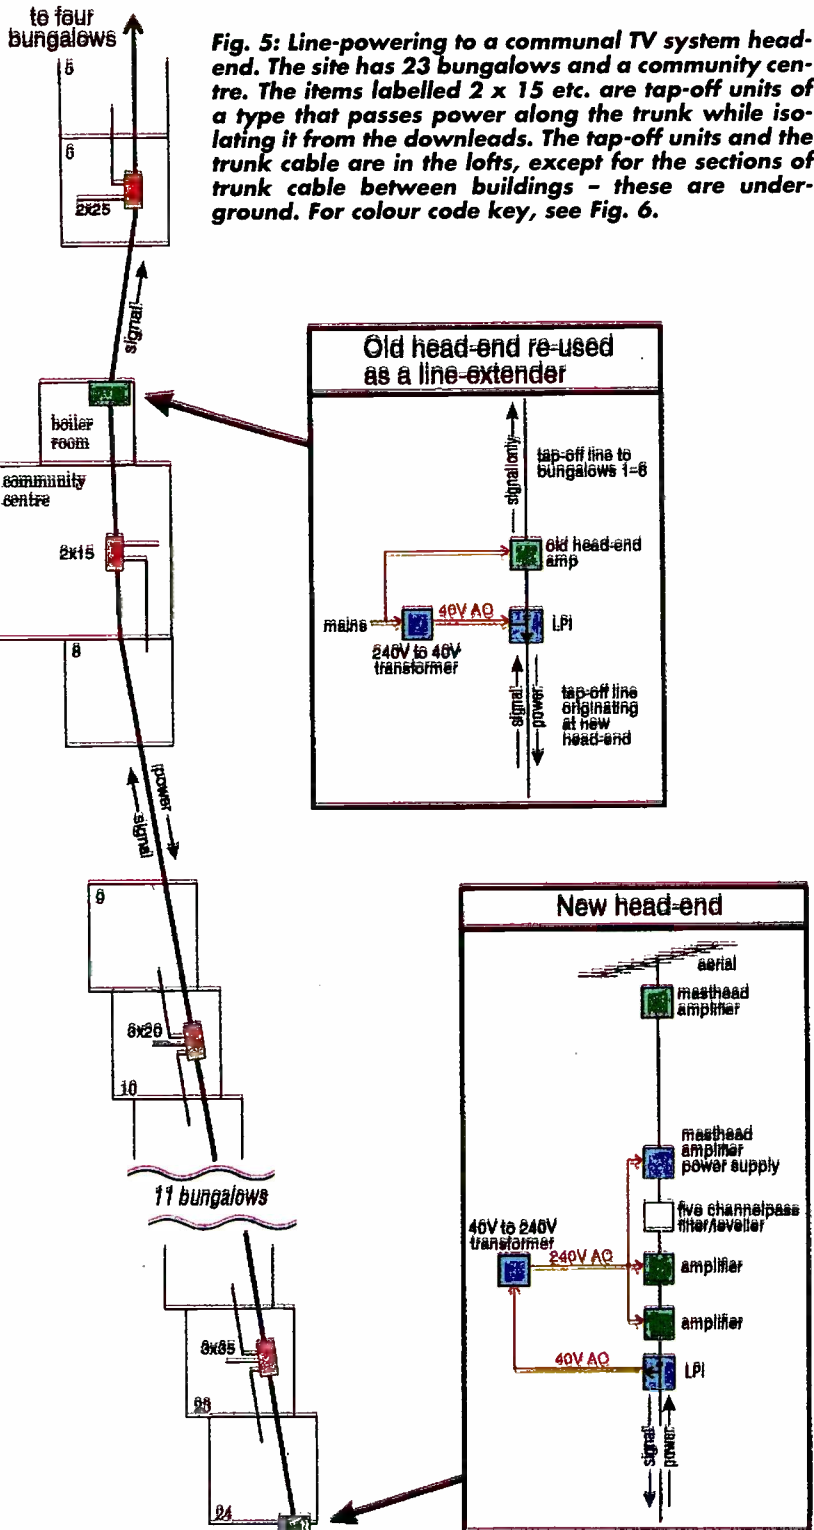 to four
bungalows
Fig. 5: Line-powering to a communal TV system head-
end. The site has 23 bungalows and a community cen-
tre. The items labelled 2 x 15 etc. are tap-off units of
a type that passes power along the trunk while iso-
lating it from the downleads. The tap-off units and the
trunk cable are in the lofts, except for the sections of
trunk cable between buildings – these are under-
ground. For colour code key, see Fig. 6.
5
6
2x25
signal
boiler
room
community
centre
2x15
8
power
signal
9
3x20
10
11 bungalows
3x35
23
24
Old head-end re-used
as a line-extender
signal only
tap-off line to
bungalows 1-6
old head-end
amp
mains
40V AC
LPI
240V to 40V
transformer
signal
power
tap-off line
originating
at new
head-end
New head-end
aerial
masthead
amplifier
masthead
amplifier
power supply
five channel pass
filter/leveller
40V to 240V
transformer
240V AC
amplifier
amplifier
40V AC
LPI
signal
power